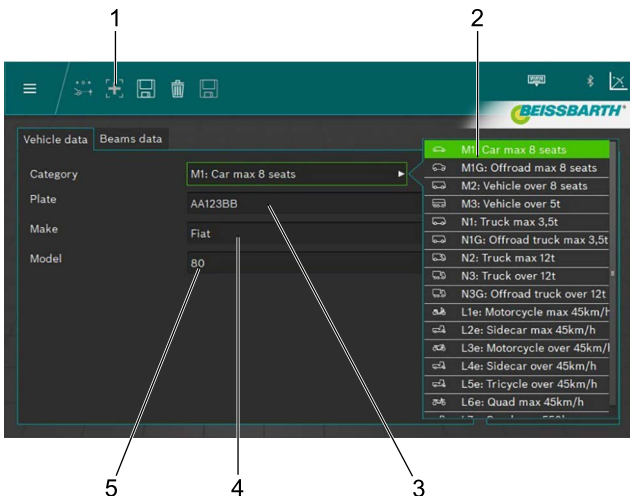 1
2
BEISSBARTH
Vehicle data
Beams data
Category
M1: Car max 8 seats
Plate
AA123BB
Make
Fiat
Model
80
M1: Car max 8 seats
M1G: Offroad max 8 seats
M2: Vehicle over 8 seats
M3: Vehicle over 5t
N1: Truck max 3,5t
N1G: Offroad truck max 3,5t
N2: Truck max 12t
N3: Truck over 12t
N3G: Offroad truck over 12t
L1e: Motorcycle max 45km/h
L2e: Sidecar max 45km/h
L3e: Motorcycle over 45km/h
L4e: Sidecar over 45km/h
L5e: Tricycle over 45km/h
L6e: Quad max 45km/h
5
4
3